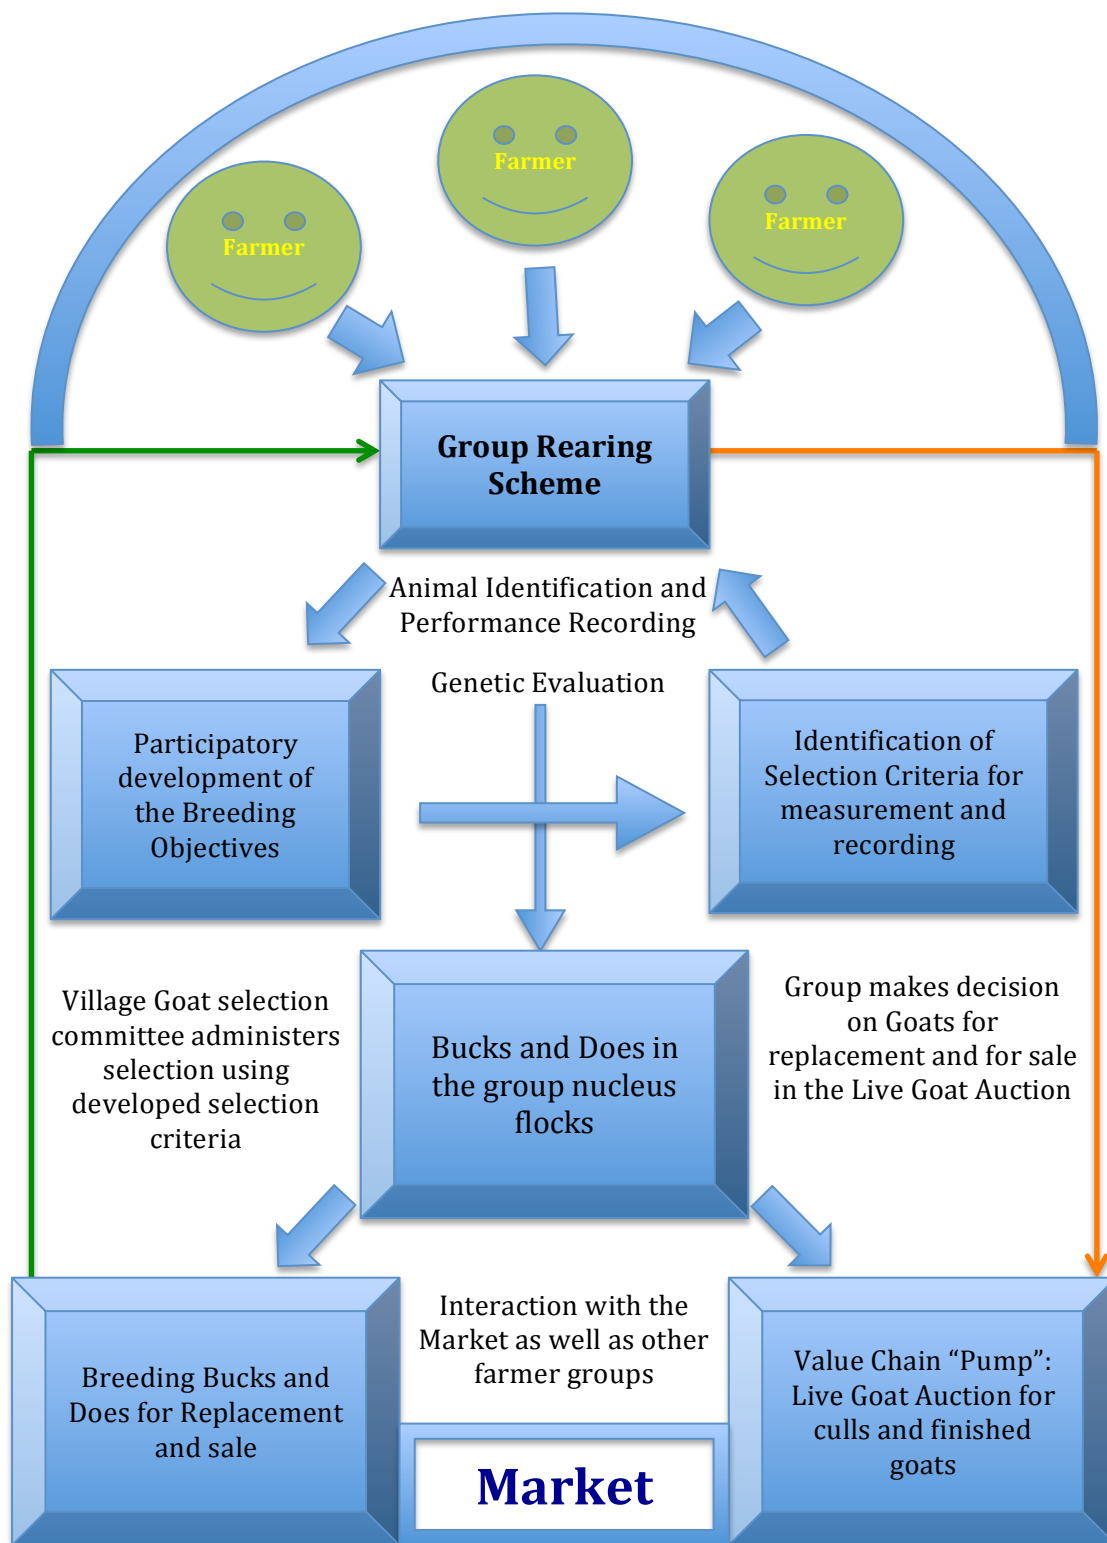 Farmer
Farmer
Farmer
Group Rearing
Scheme
Animal Identification and
Performance Recording
Genetic Evaluation
Participatory
development of
the Breeding
Objectives
Identification of
Selection Criteria for
measurement and
recording
Village Goat selection
committee administers
selection using
developed selection
criteria
Bucks and Does in
the group nucleus
flocks
Group makes decision
on Goats for
replacement and for sale
in the Live Goat Auction
Breeding Bucks and
Does for Replacement
and sale
Interaction with the
Market as well as other
farmer groups
Value Chain “Pump”:
Live Goat Auction for
culls and finished
goats
Market